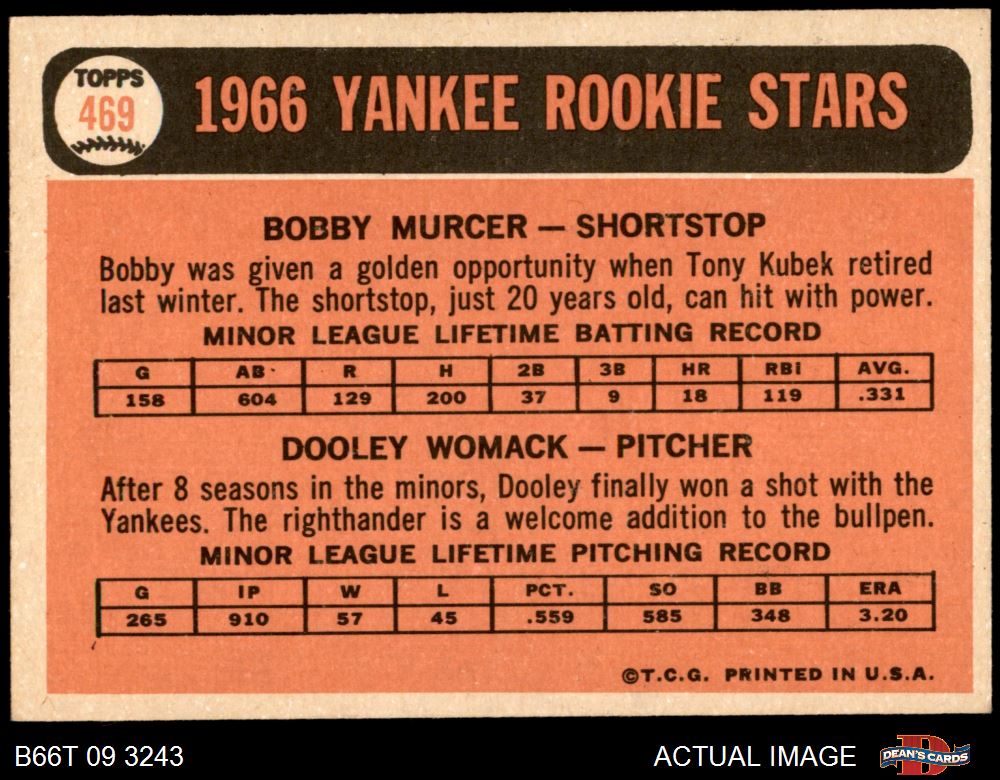 TOPPS
469
1966 YANKEE ROOKIE STARS
BOBBY MURCER — SHORTSTOP
Bobby was given a golden opportunity when Tony Kubek retired
last winter. The shortstop, just 20 years old, can hit with power.
MINOR LEAGUE LIFETIME BATTING RECORD
G AB R H 2B 3B HR RBI AVG.
158 604 129 200 37 9 18 119 .331
DOOLEY WOMACK — PITCHER
After 8 seasons in the minors, Dooley finally won a shot with the
Yankees. The righthander is a welcome addition to the bullpen.
MINOR LEAGUE LIFETIME PITCHING RECORD
G IP W L PCT. SO BB ERA
265 910 57 45 .559 585 348 3.20
©T.C.G. PRINTED IN U.S.A.
B66T 09 3243 ACTUAL IMAGE DEAN'S CARDS